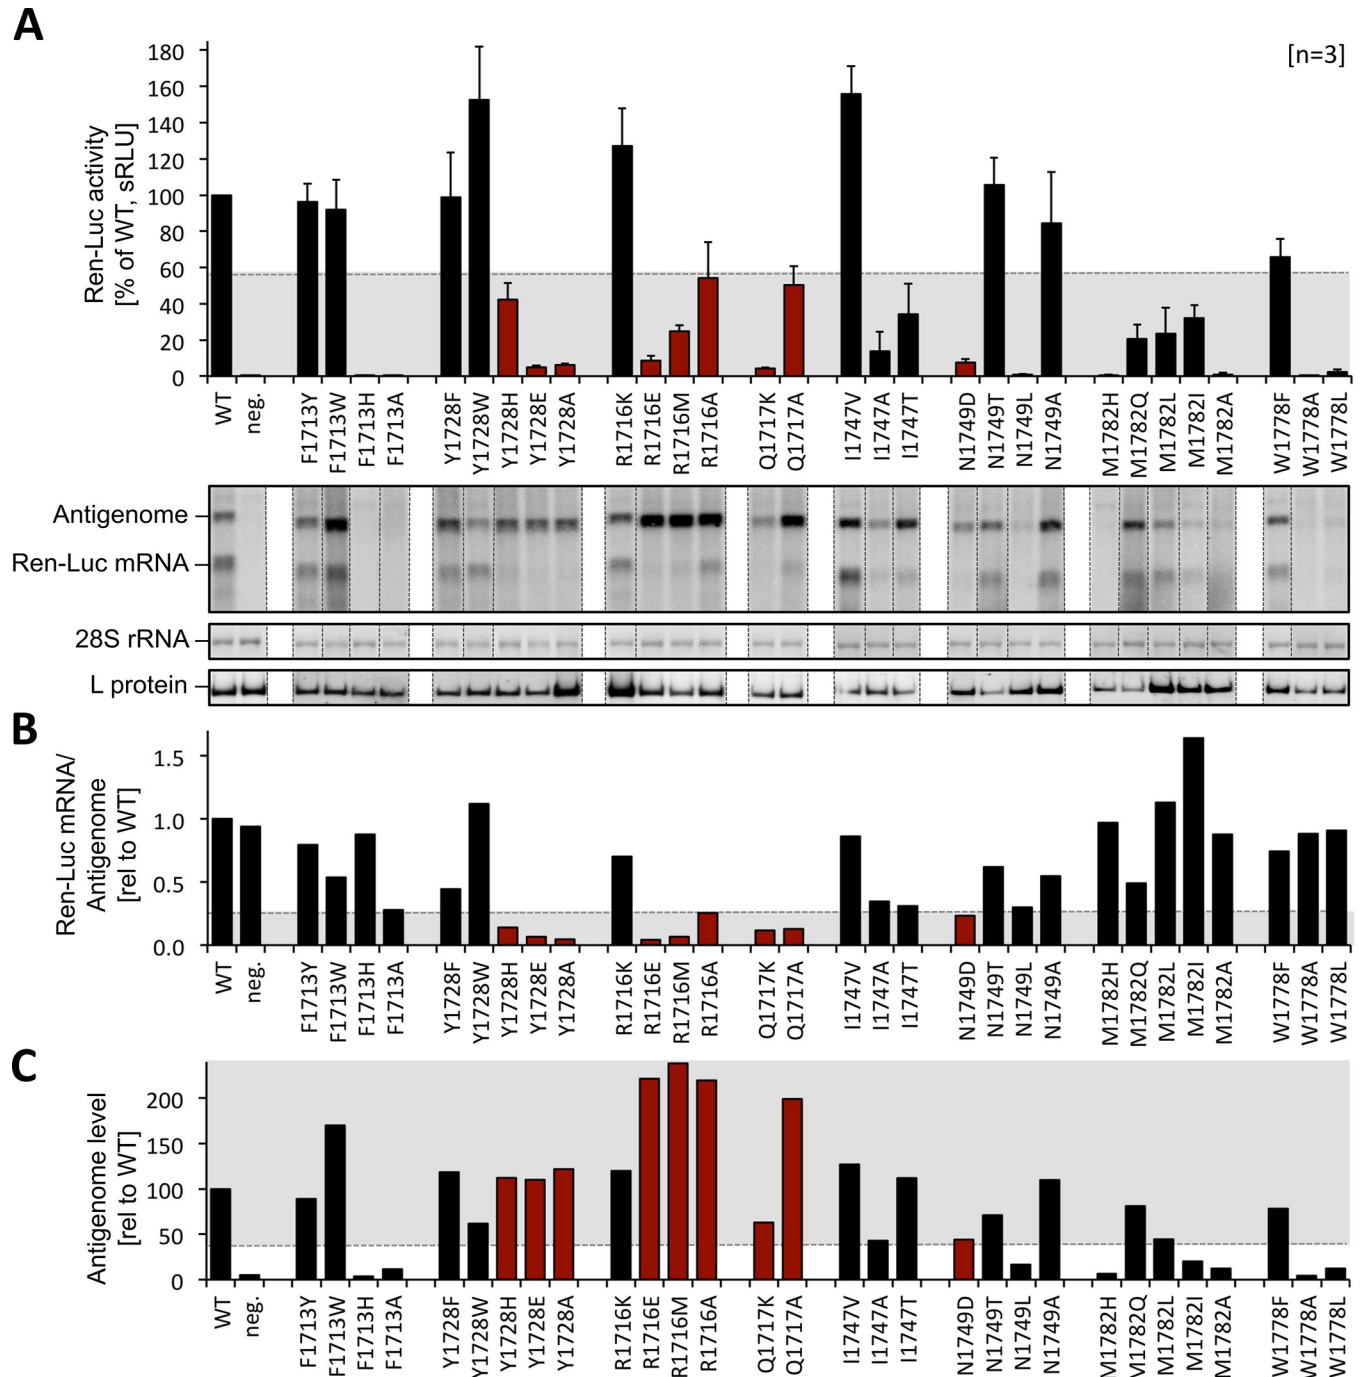 A
[n=3]
Ren-Luc activity
[% of WT, sRLU]
180
160
140
120
100
80
60
40
20
0
WT
neg.
F1713Y
F1713W
F1713H
F1713A
Y1728F
Y1728W
Y1728H
Y1728E
Y1728A
R1716K
R1716E
R1716M
R1716A
Q1717K
Q1717A
I1747V
I1747A
I1747T
N1749D
N1749T
N1749L
N1749A
M1782H
M1782Q
M1782L
M1782I
M1782A
W1778F
W1778A
W1778L
Antigenome
Ren-Luc mRNA
28S rRNA
L protein
B
Ren-Luc mRNA/
Antigenome
[rel to WT]
1.5
1.0
0.5
0.0
WT
neg.
F1713Y
F1713W
F1713H
F1713A
Y1728F
Y1728W
Y1728H
Y1728E
Y1728A
R1716K
R1716E
R1716M
R1716A
Q1717K
Q1717A
I1747V
I1747A
I1747T
N1749D
N1749T
N1749L
N1749A
M1782H
M1782Q
M1782L
M1782I
M1782A
W1778F
W1778A
W1778L
C
Antigenome level
[rel to WT]
200
150
100
50
0
WT
neg.
F1713Y
F1713W
F1713H
F1713A
Y1728F
Y1728W
Y1728H
Y1728E
Y1728A
R1716K
R1716E
R1716M
R1716A
Q1717K
Q1717A
I1747V
I1747A
I1747T
N1749D
N1749T
N1749L
N1749A
M1782H
M1782Q
M1782L
M1782I
M1782A
W1778F
W1778A
W1778L